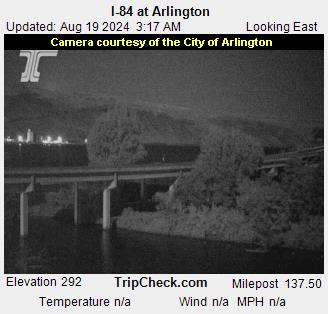 I-84 at Arlington
Updated: Aug 19 2024 3:17 AM Looking East
Camera courtesy of the City of Arlington
Elevation 292 TripCheck.com Milepost 137.50
Temperature n/a Wind n/a MPH n/a